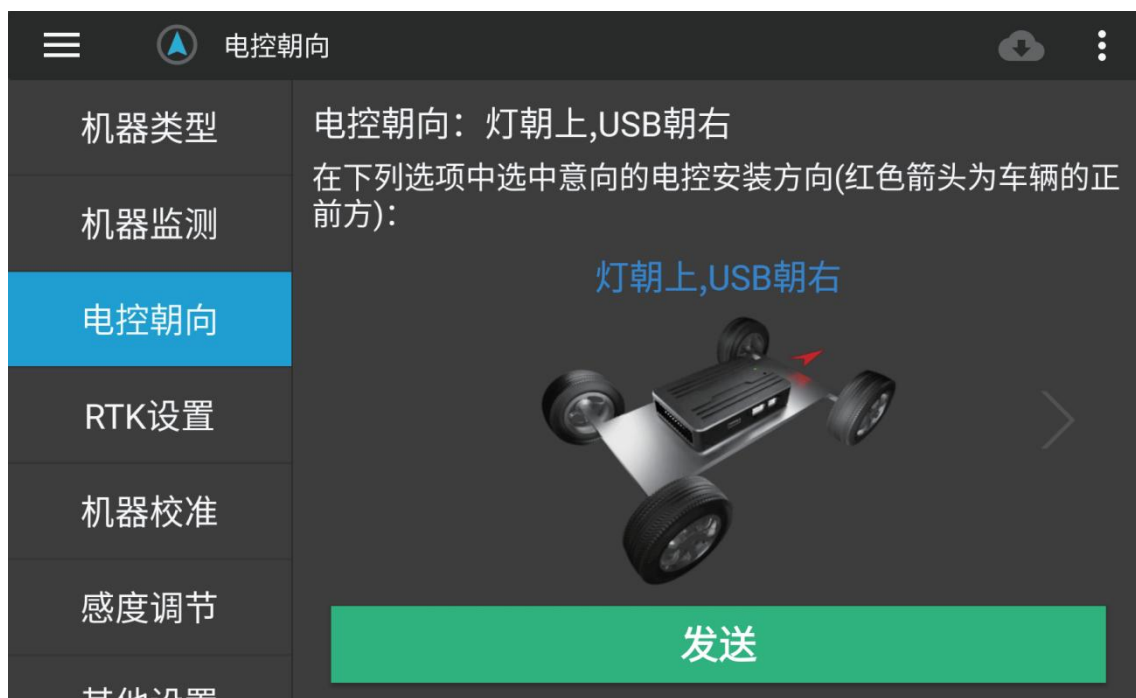 电控朝向
机器类型
机器监测
电控朝向
RTK设置
机器校准
感度调节
其他设置
电控朝向：灯朝上,USB朝右
在下列选项中选中意向的电控安装方向(红色箭头为车辆的正
前方)：
灯朝上,USB朝右
发送